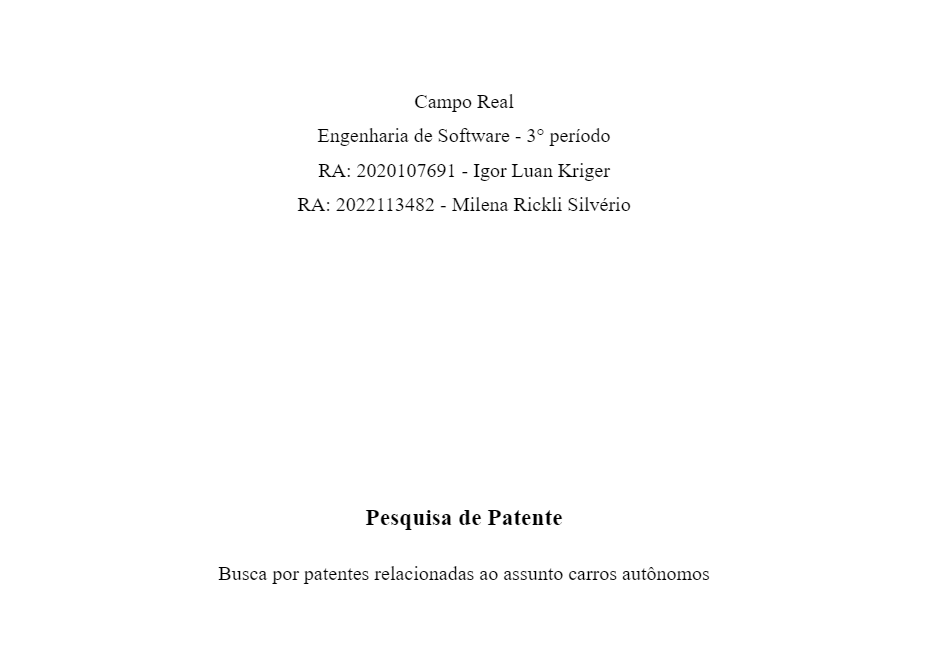 Campo Real
Engenharia de Software - 3° período
RA: 2020107691 - Igor Luan Kriger
RA: 2022113482 - Milena Rickli Silvério
Pesquisa de Patente
Busca por patentes relacionadas ao assunto carros autônomos